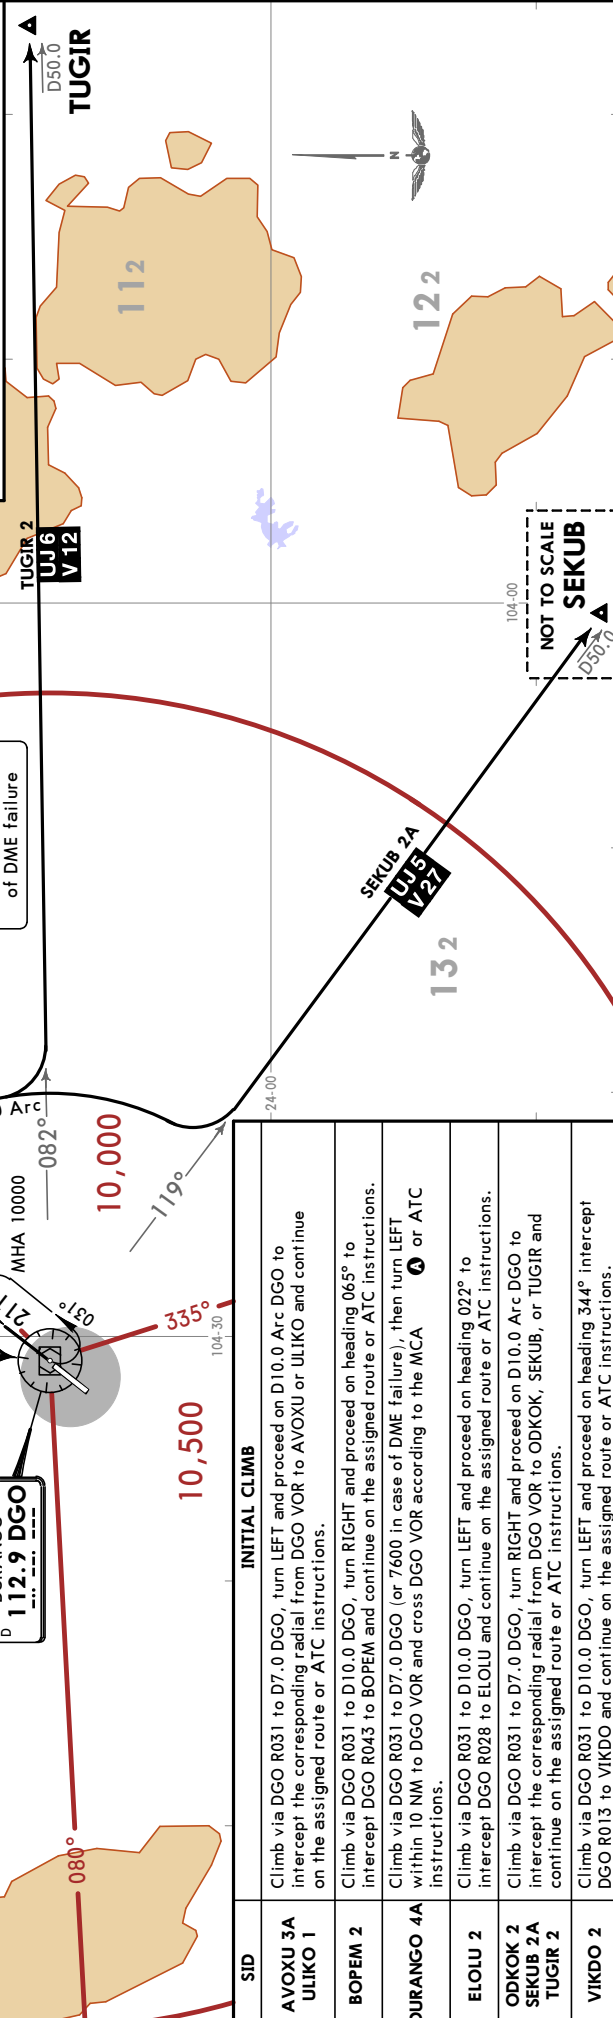 D50.0
TUGIR
N
11 2
12 2
TUGIR 2
UJ 6
V 12
104-00
NOT TO SCALE
SEKUB
D50.0
of DME failure
SEKUB 2A
UJ 5
V 27
13 2
24-00
Arc
082°
10,000
119°
MHA 10000
211
031°
335°
104-30
10,500
D
112.9 DGO
080°
SID
INITIAL CLIMB
AVOXU 3A
ULIKO 1
Climb via DGO R031 to D7.0 DGO, turn LEFT and proceed on D10.0 Arc DGO to
intercept the corresponding radial from DGO VOR to AVOXU or ULIKO and continue
on the assigned route or ATC instructions.
BOPEM 2
Climb via DGO R031 to D10.0 DGO, turn RIGHT and proceed on heading 065° to
intercept DGO R043 to BOPEM and continue on the assigned route or ATC instructions.
DURANGO 4A
Climb via DGO R031 to D7.0 DGO (or 7600 in case of DME failure), then turn LEFT
within 10 NM to DGO VOR and cross DGO VOR according to the MCA A or ATC
instructions.
ELOLU 2
Climb via DGO R031 to D10.0 DGO, turn LEFT and proceed on heading 022° to
intercept DGO R028 to ELOLU and continue on the assigned route or ATC instructions.
ODKOK 2
SEKUB 2A
TUGIR 2
Climb via DGO R031 to D7.0 DGO, turn RIGHT and proceed on D10.0 Arc DGO to
intercept the corresponding radial from DGO VOR to ODKOK, SEKUB, or TUGIR and
continue on the assigned route or ATC instructions.
VIKDO 2
Climb via DGO R031 to D10.0 DGO, turn LEFT and proceed on heading 344° intercept
DGO R013 to VIKDO and continue on the assigned route or ATC instructions.